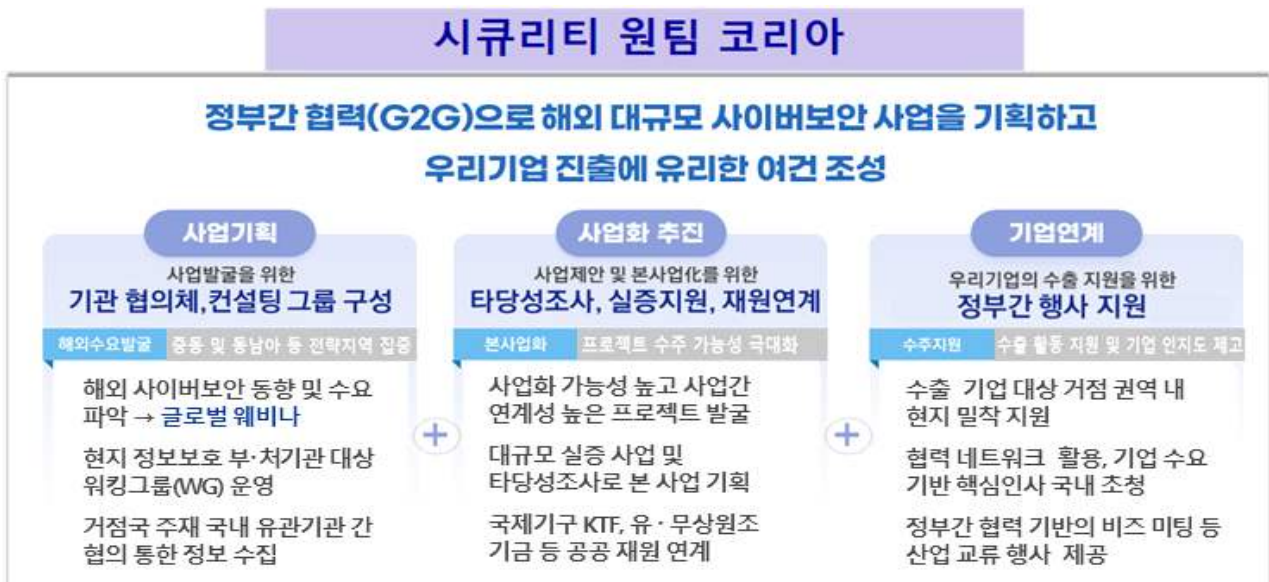 시큐리티 원팀 코리아
정부간 협력(G2G)으로 해외 대규모 사이버보안 사업을 기획하고
우리기업 진출에 유리한 여건 조성
사업기획
사업발굴을 위한
기관 협의체,컨설팅 그룹 구성
해외수요발굴 중동 및 동남아 등 전략지역 집중
해외 사이버보안 동향 및 수요
파악 → 글로벌 웨비나
현지 정보보호 부·처기관 대상
워킹그룹(WG) 운영
거점국 주재 국내 유관기관 간
협의 통한 정보 수집
+
사업화 추진
사업제안 및 본사업化를 위한
타당성조사, 실증지원, 재원연계
본사업화 프로젝트 수주 가능성 극대화
사업화 가능성 높고 사업간
연계성 높은 프로젝트 발굴
대규모 실증 사업 및
타당성조사로 본 사업 기획
국제기구 KTF, 유·무상원조
기금 등 공공 재원 연계
+
기업연계
우리기업의 수출 지원을 위한
정부간 행사 지원
수주지원 수출 활동 지원 및 기업 인지도 제고
수출 기업 대상 거점 권역 내
현지 밀착 지원
협력 네트워크 활용, 기업 수요
기반 핵심인사 국내 초청
정부간 협력 기반의 비즈 미팅 등
산업 교류 행사 제공